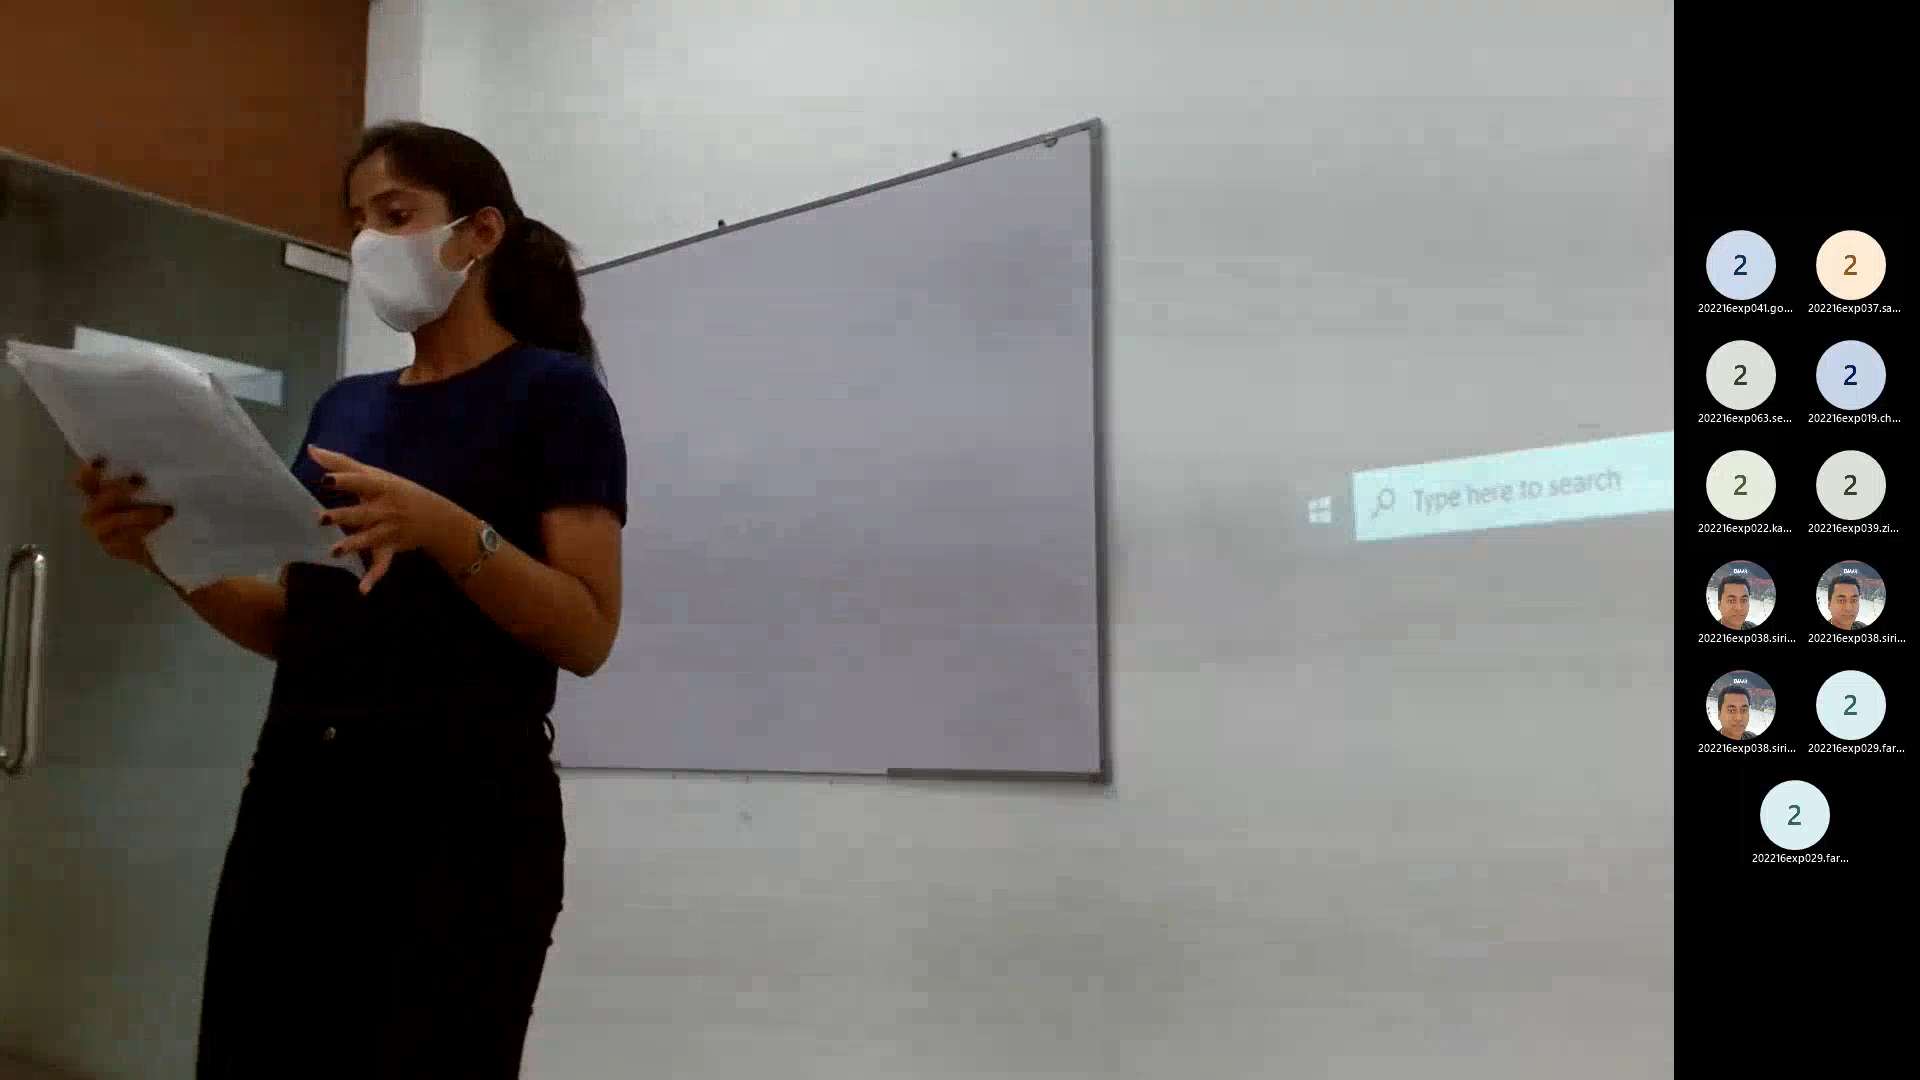 Type here to search
2
2
202216exp041.go...
202216exp037.sa...
2
2
202216exp063.se...
202216exp019.ch...
2
2
202216exp022.ka...
202216exp039.zi...
202216exp038.siri...
202216exp038.siri...
2
202216exp038.siri...
202216exp029.far...
2
202216exp029.far...